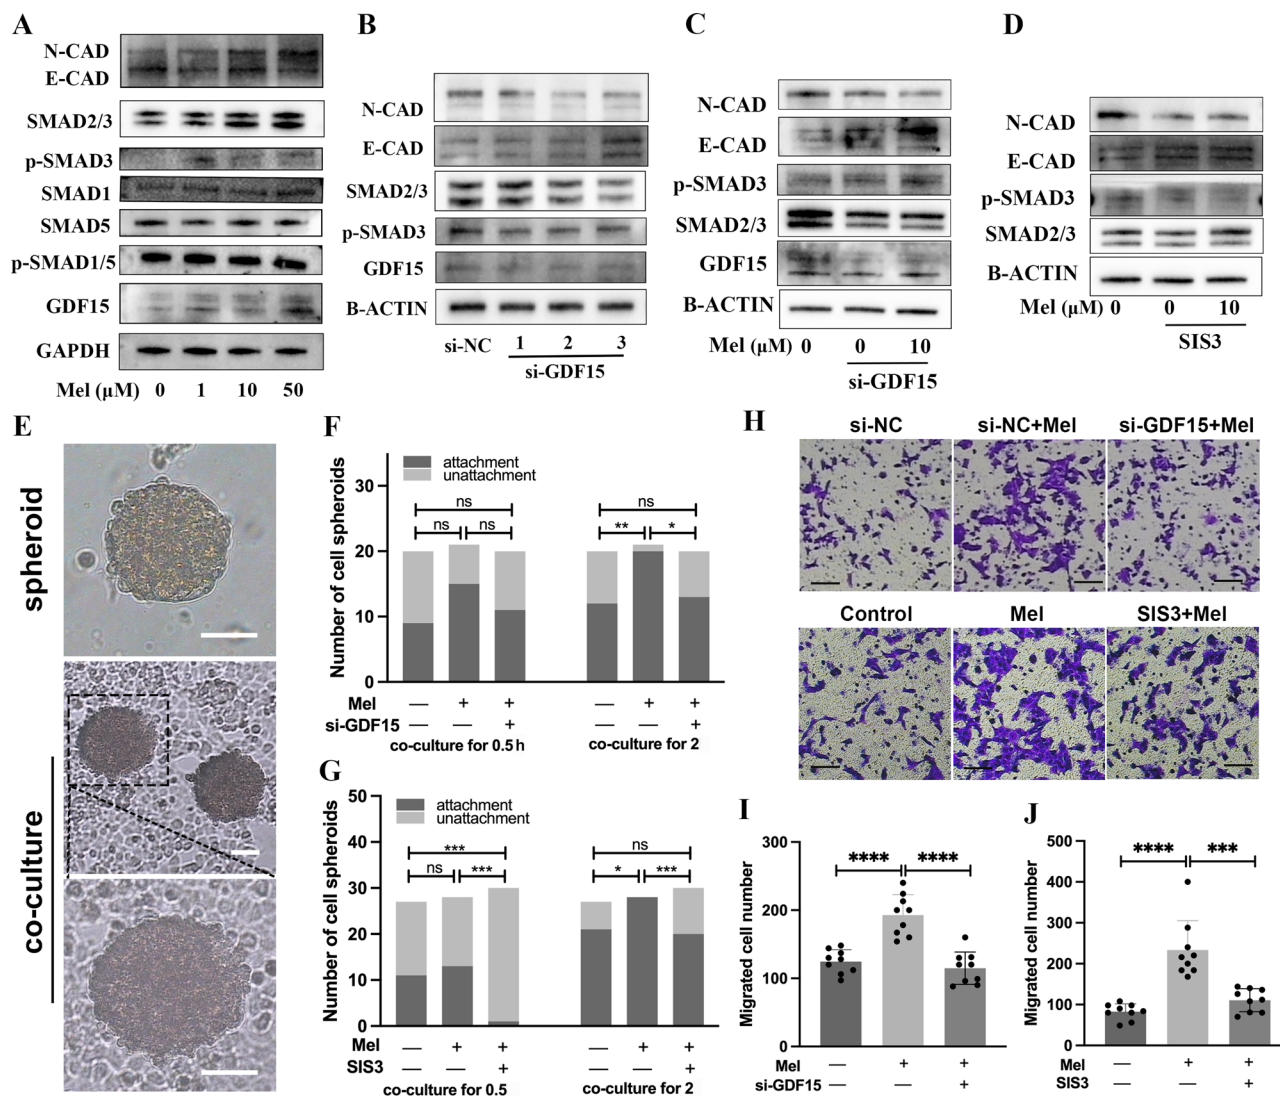 A
N-CAD
E-CAD
SMAD2/3
p-SMAD3
SMAD1
SMAD5
p-SMAD1/5
GDF15
GAPDH
Mel (μM) 0 1 10 50
B
N-CAD
E-CAD
SMAD2/3
p-SMAD3
GDF15
B-ACTIN
si-NC 1 2 3
si-GDF15
C
N-CAD
E-CAD
p-SMAD3
SMAD2/3
GDF15
B-ACTIN
Mel (μM) 0 0 10
si-GDF15
D
N-CAD
E-CAD
p-SMAD3
SMAD2/3
B-ACTIN
Mel (μM) 0 0 10
SIS3
E
spheroid
co-culture
F
attachment
unattachment
Number of cell spheroids
30
20
10
0
ns
ns ns
ns
** *
Mel — + + — + +
si-GDF15 — — + — — +
co-culture for 0.5 h co-culture for 2
G
attachment
unattachment
Number of cell spheroids
50
40
30
20
10
0
***
ns ***
ns
* ***
Mel — + + — + +
SIS3 — — + — — +
co-culture for 0.5 co-culture for 2
H
si-NC si-NC+Mel si-GDF15+Mel
Control Mel SIS3+Mel
I
Migrated cell number
300
200
100
0
**** ****
Mel — + +
si-GDF15 — — +
J
Migrated cell number
500
400
300
200
100
0
**** ***
Mel — + +
SIS3 — — +